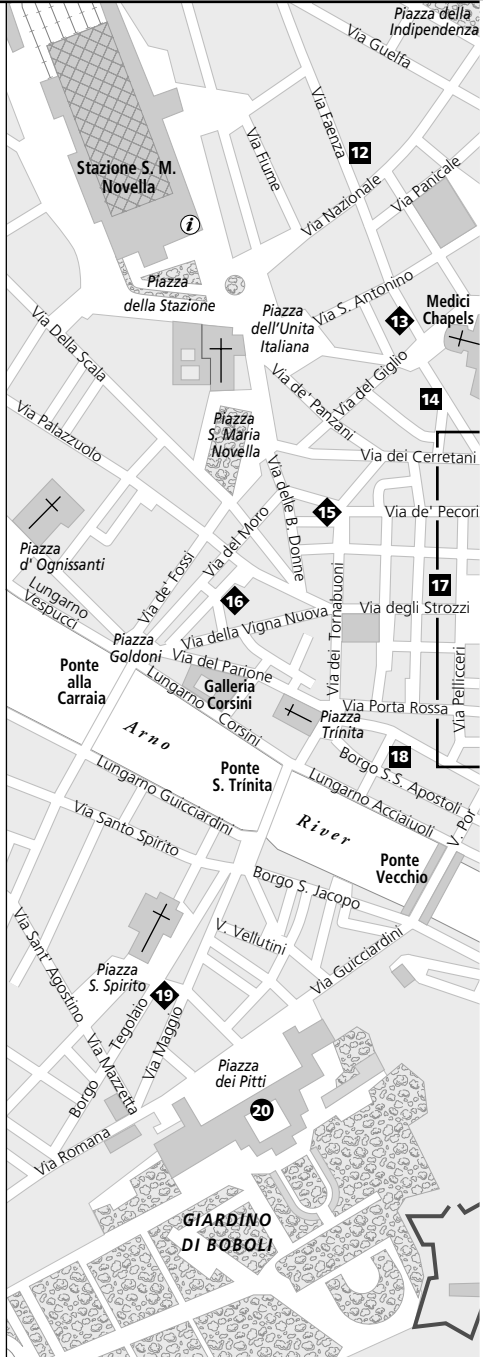 Piazza della
Indipendenza
Via Guelfa
Via Faenza
12
Via Fiume
Stazione S. M.
Novella
Via Nazionale
Via Panicale
i
Piazza
della Stazione
Via S. Antonino
Medici
Chapels
13
Piazza
dell'Unita
Italiana
Via Della Scala
Via del Giglio
Via de' Panzani
14
Via Palazzuolo
Piazza
S. Maria
Novella
Via dei Cerretani
Via delle B. Donne
15
Via de' Pecori
Via del Moro
Piazza
d' Ognissanti
Via de' Fossi
17
16
Lungarno
Vespucci
Via degli Strozzi
Via della Vigna Nuova
Via dei Tornabuoni
Piazza
Goldoni
Via del Parione
Ponte
alla
Carraia
Galleria
Corsini
Via Pellicceri
Via Porta Rossa
Lungarno
Corsini
Piazza
Trínita
Arno
18
Borgo S.S. Apostoli
Ponte
S. Trínita
Lungarno Guicciardini
Lungarno Acciaiuoli
V. Por
River
Via Santo Spirito
Ponte
Vecchio
Borgo S. Jacopo
Via Sant' Agostino
V. Vellutini
Via Guicciardini
Piazza
S. Spirito
19
Borgo Tegolaio
Via Maggio
Via Mazzetta
Piazza
dei Pitti
20
Via Romana
GIARDINO
DI BOBOLI